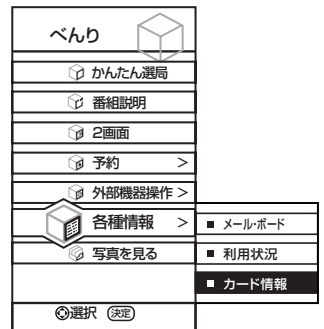 べんり
かんたん選局
番組説明
2画面
予約 >
外部機器操作 >
各種情報 >
■ メール・ボード
写真を見る
■ 利用状況
■ カード情報
選択 決定